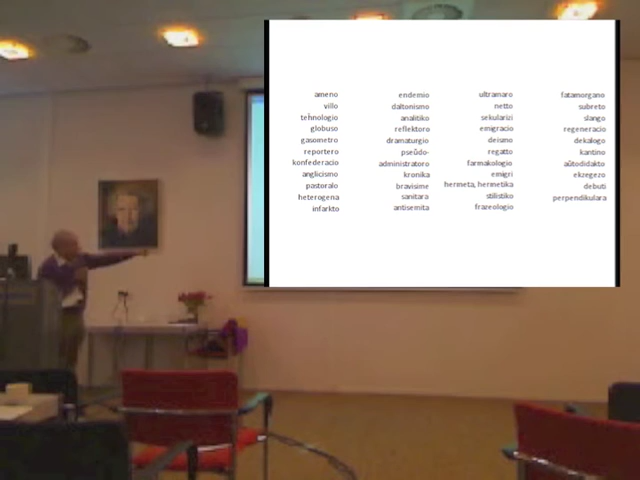 ameno
villo
teĥnologio
globuso
gasometro
reportero
konfederacio
anglicismo
pastoralo
heterogena
infarkto
endemio
daltonismo
analitiko
reflektoro
dramaturgio
pseŭdo-
administratoro
kronika
bravisime
sanitara
antisemita
ultramaro
netto
sekularizi
emigracio
deismo
regatto
farmakologio
emigri
hermeta, hermetika
stilistiko
frazeologio
fatamorgano
subreto
slango
regeneracio
dekalogo
kantino
aŭtodidakto
ekzegezo
debuti
perpendikulara